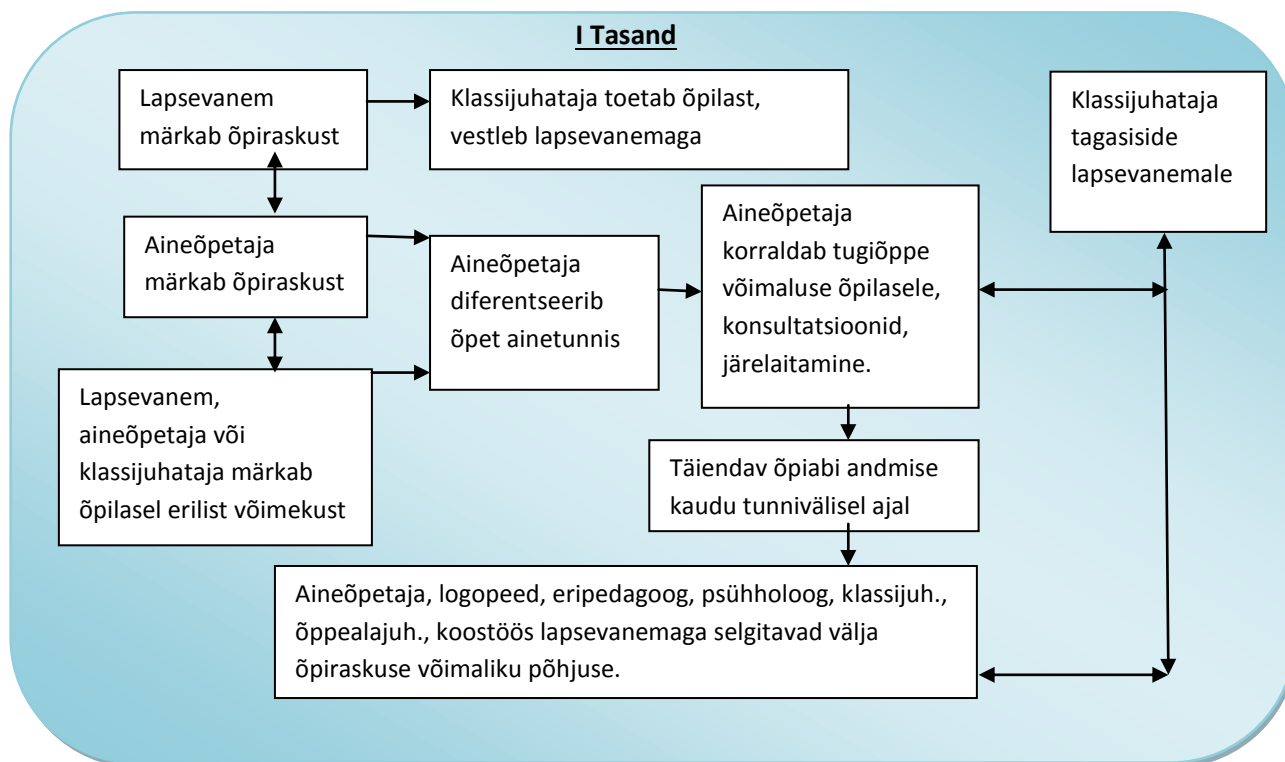 I Tasand
Lapsevanem
märkab õpiraskust
Klassijuhataja toetab õpilast,
vestleb lapsevanemaga
Klassijuhataja
tagasiside
lapsevanemale
Aineõpetaja
märkab õpiraskust
Aineõpetaja
diferentseerib
õpet ainetunnis
Aineõpetaja
korraldab tugiõppe
võimaluse õpilasele,
konsultatsioonid,
järelaitamine.
Lapsevanem,
aineõpetaja või
klassijuhataja märkab
õpilasel erilist võimekust
Täiendav õpiabi andmise
kaudu tunnivälisel ajal
Aineõpetaja, logopeed, eripedagoog, psühholoog, klassijuh.,
õppealajuh., koostöös lapsevanemaga selgitavad välja
õpiraskuse võimaliku põhjuse.